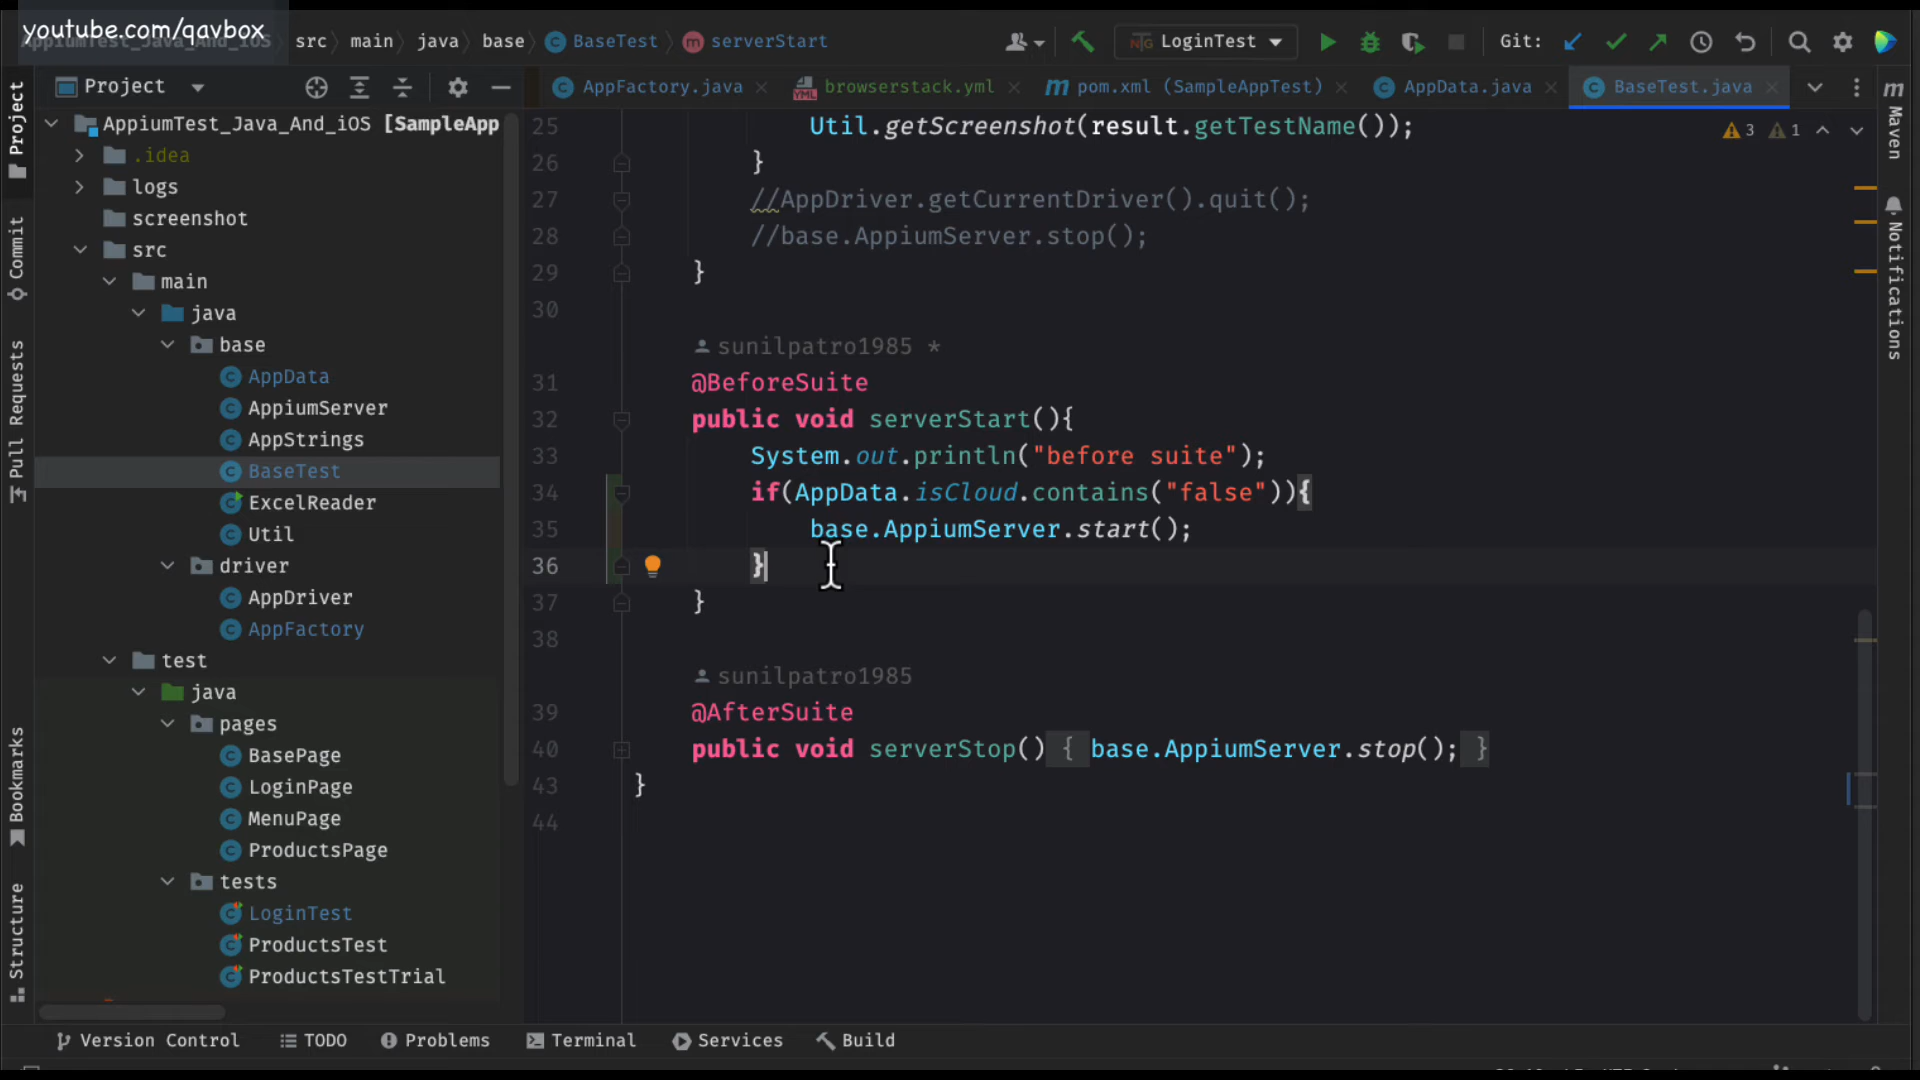 youtube.com/qavbox
src main java base BaseTest serverStart
LoginTest Git:
Project
AppiumTest_Java_And_iOS [SampleApp
.idea
logs
screenshot
src
main
java
base
AppData
AppiumServer
AppStrings
BaseTest
ExcelReader
Util
driver
AppDriver
AppFactory
test
java
pages
BasePage
LoginPage
MenuPage
ProductsPage
tests
LoginTest
ProductsTest
ProductsTestTrial
Project
Commit
Pull Requests
Bookmarks
Structure
AppFactory.java browserstack.yml pom.xml (SampleAppTest) AppData.java BaseTest.java
3 1
25 Util.getScreenshot(result.getTestName());
26 }
27 //AppDriver.getCurrentDriver().quit();
28 //base.AppiumServer.stop();
29 }
30
sunilpatro1985 *
31 @BeforeSuite
32 public void serverStart(){
33 System.out.println("before suite");
34 if(AppData.isCloud.contains("false")){
35 base.AppiumServer.start();
36 }
37 }
38
sunilpatro1985
39 @AfterSuite
40 public void serverStop() { base.AppiumServer.stop(); }
43 }
44
Maven
Notifications
Version Control TODO Problems Terminal Services Build